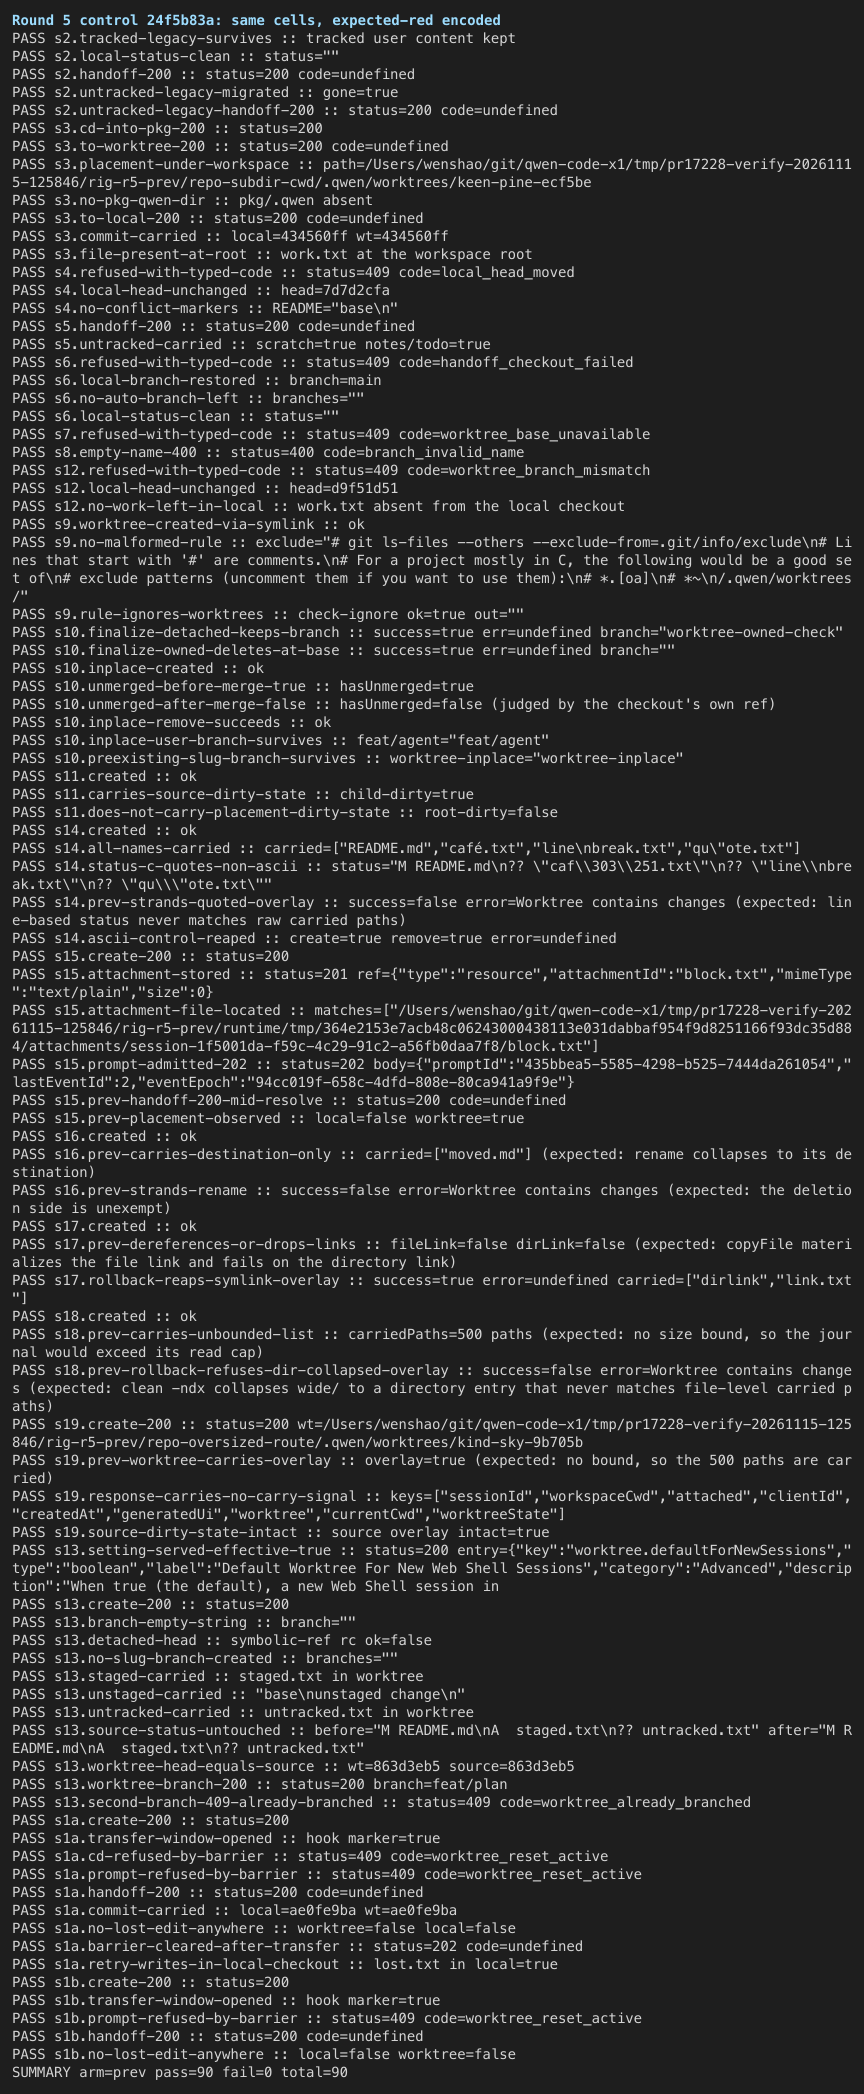 Round 5 control 24f5b83a: same cells, expected-red encoded
PASS s2.tracked-legacy-survives :: tracked user content kept
PASS s2.local-status-clean :: status=""
PASS s2.handoff-200 :: status=200 code=undefined
PASS s2.untracked-legacy-migrated :: gone=true
PASS s2.untracked-legacy-handoff-200 :: status=200 code=undefined
PASS s3.cd-into-pkg-200 :: status=200
PASS s3.to-worktree-200 :: status=200 code=undefined
PASS s3.placement-under-workspace :: path=/Users/wenshao/git/qwen-code-x1/tmp/pr17228-verify-2026111
5-125846/rig-r5-prev/repo-subdir-cwd/.qwen/worktrees/keen-pine-ecf5be
PASS s3.no-pkg-qwen-dir :: pkg/.qwen absent
PASS s3.to-local-200 :: status=200 code=undefined
PASS s3.commit-carried :: local=434560ff wt=434560ff
PASS s3.file-present-at-root :: work.txt at the workspace root
PASS s4.refused-with-typed-code :: status=409 code=local_head_moved
PASS s4.local-head-unchanged :: head=7d7d2cfa
PASS s4.no-conflict-markers :: README="base\n"
PASS s5.handoff-200 :: status=200 code=undefined
PASS s5.untracked-carried :: scratch=true notes/todo=true
PASS s6.refused-with-typed-code :: status=409 code=handoff_checkout_failed
PASS s6.local-branch-restored :: branch=main
PASS s6.no-auto-branch-left :: branches=""
PASS s6.local-status-clean :: status=""
PASS s7.refused-with-typed-code :: status=409 code=worktree_base_unavailable
PASS s8.empty-name-400 :: status=400 code=branch_invalid_name
PASS s12.refused-with-typed-code :: status=409 code=worktree_branch_mismatch
PASS s12.local-head-unchanged :: head=d9f51d51
PASS s12.no-work-left-in-local :: work.txt absent from the local checkout
PASS s9.worktree-created-via-symlink :: ok
PASS s9.no-malformed-rule :: exclude="# git ls-files --others --exclude-from=.git/info/exclude\n# Li
nes that start with '#' are comments.\n# For a project mostly in C, the following would be a good se
t of\n# exclude patterns (uncomment them if you want to use them):\n# *.[oa]\n# *~\n/.qwen/worktrees
/"
PASS s9.rule-ignores-worktrees :: check-ignore ok=true out=""
PASS s10.finalize-detached-keeps-branch :: success=true err=undefined branch="worktree-owned-check"
PASS s10.finalize-owned-deletes-at-base :: success=true err=undefined branch=""
PASS s10.inplace-created :: ok
PASS s10.unmerged-before-merge-true :: hasUnmerged=true
PASS s10.unmerged-after-merge-false :: hasUnmerged=false (judged by the checkout's own ref)
PASS s10.inplace-remove-succeeds :: ok
PASS s10.inplace-user-branch-survives :: feat/agent="feat/agent"
PASS s10.preexisting-slug-branch-survives :: worktree-inplace="worktree-inplace"
PASS s11.created :: ok
PASS s11.carries-source-dirty-state :: child-dirty=true
PASS s11.does-not-carry-placement-dirty-state :: root-dirty=false
PASS s14.created :: ok
PASS s14.all-names-carried :: carried=["README.md","café.txt","line\nbreak.txt","qu\"ote.txt"]
PASS s14.status-c-quotes-non-ascii :: status="M README.md\n?? \"caf\\303\\251.txt\"\n?? \"line\\nbre
ak.txt\"\n?? \"qu\\\"ote.txt\""
PASS s14.prev-strands-quoted-overlay :: success=false error=Worktree contains changes (expected: lin
e-based status never matches raw carried paths)
PASS s14.ascii-control-reaped :: create=true remove=true error=undefined
PASS s15.create-200 :: status=200
PASS s15.attachment-stored :: status=201 ref={"type":"resource","attachmentId":"block.txt","mimeType
":"text/plain","size":0}
PASS s15.attachment-file-located :: matches=["/Users/wenshao/git/qwen-code-x1/tmp/pr17228-verify-202
61115-125846/rig-r5-prev/runtime/tmp/364e2153e7acb48c06243000438113e031dabbaf954f9d8251166f93dc35d88
4/attachments/session-1f5001da-f59c-4c29-91c2-a56fb0daa7f8/block.txt"]
PASS s15.prompt-admitted-202 :: status=202 body={"promptId":"435bbea5-5585-4298-b525-7444da261054","
lastEventId":2,"eventEpoch":"94cc019f-658c-4dfd-808e-80ca941a9f9e"}
PASS s15.prev-handoff-200-mid-resolve :: status=200 code=undefined
PASS s15.prev-placement-observed :: local=false worktree=true
PASS s16.created :: ok
PASS s16.prev-carries-destination-only :: carried=["moved.md"] (expected: rename collapses to its de
stination)
PASS s16.prev-strands-rename :: success=false error=Worktree contains changes (expected: the deletio
n side is unexempt)
PASS s17.created :: ok
PASS s17.prev-dereferences-or-drops-links :: fileLink=false dirLink=false (expected: copyFile materi
alizes the file link and fails on the directory link)
PASS s17.rollback-reaps-symlink-overlay :: success=true error=undefined carried=["dirlink","link.txt
"]
PASS s18.created :: ok
PASS s18.prev-carries-unbounded-list :: carriedPaths=500 paths (expected: no size bound, so the jour
nal would exceed its read cap)
PASS s18.prev-rollback-refuses-dir-collapsed-overlay :: success=false error=Worktree contains change
s (expected: clean -ndx collapses wide/ to a directory entry that never matches file-level carried p
aths)
PASS s19.create-200 :: status=200 wt=/Users/wenshao/git/qwen-code-x1/tmp/pr17228-verify-20261115-125
846/rig-r5-prev/repo-oversized-route/.qwen/worktrees/kind-sky-9b705b
PASS s19.prev-worktree-carries-overlay :: overlay=true (expected: no bound, so the 500 paths are car
ried)
PASS s19.response-carries-no-carry-signal :: keys=["sessionId","workspaceCwd","attached","clientId",
"createdAt","generatedUi","worktree","currentCwd","worktreeState"]
PASS s19.source-dirty-state-intact :: source overlay intact=true
PASS s13.setting-served-effective-true :: status=200 entry={"key":"worktree.defaultForNewSessions","
type":"boolean","label":"Default Worktree For New Web Shell Sessions","category":"Advanced","descrip
tion":"When true (the default), a new Web Shell session in
PASS s13.create-200 :: status=200
PASS s13.branch-empty-string :: branch=""
PASS s13.detached-head :: symbolic-ref rc ok=false
PASS s13.no-slug-branch-created :: branches=""
PASS s13.staged-carried :: staged.txt in worktree
PASS s13.unstaged-carried :: "base\nunstaged change\n"
PASS s13.untracked-carried :: untracked.txt in worktree
PASS s13.source-status-untouched :: before="M README.md\nA  staged.txt\n?? untracked.txt" after="M R
EADME.md\nA  staged.txt\n?? untracked.txt"
PASS s13.worktree-head-equals-source :: wt=863d3eb5 source=863d3eb5
PASS s13.worktree-branch-200 :: status=200 branch=feat/plan
PASS s13.second-branch-409-already-branched :: status=409 code=worktree_already_branched
PASS s1a.create-200 :: status=200
PASS s1a.transfer-window-opened :: hook marker=true
PASS s1a.cd-refused-by-barrier :: status=409 code=worktree_reset_active
PASS s1a.prompt-refused-by-barrier :: status=409 code=worktree_reset_active
PASS s1a.handoff-200 :: status=200 code=undefined
PASS s1a.commit-carried :: local=ae0fe9ba wt=ae0fe9ba
PASS s1a.no-lost-edit-anywhere :: worktree=false local=false
PASS s1a.barrier-cleared-after-transfer :: status=202 code=undefined
PASS s1a.retry-writes-in-local-checkout :: lost.txt in local=true
PASS s1b.create-200 :: status=200
PASS s1b.transfer-window-opened :: hook marker=true
PASS s1b.prompt-refused-by-barrier :: status=409 code=worktree_reset_active
PASS s1b.handoff-200 :: status=200 code=undefined
PASS s1b.no-lost-edit-anywhere :: local=false worktree=false
SUMMARY arm=prev pass=90 fail=0 total=90